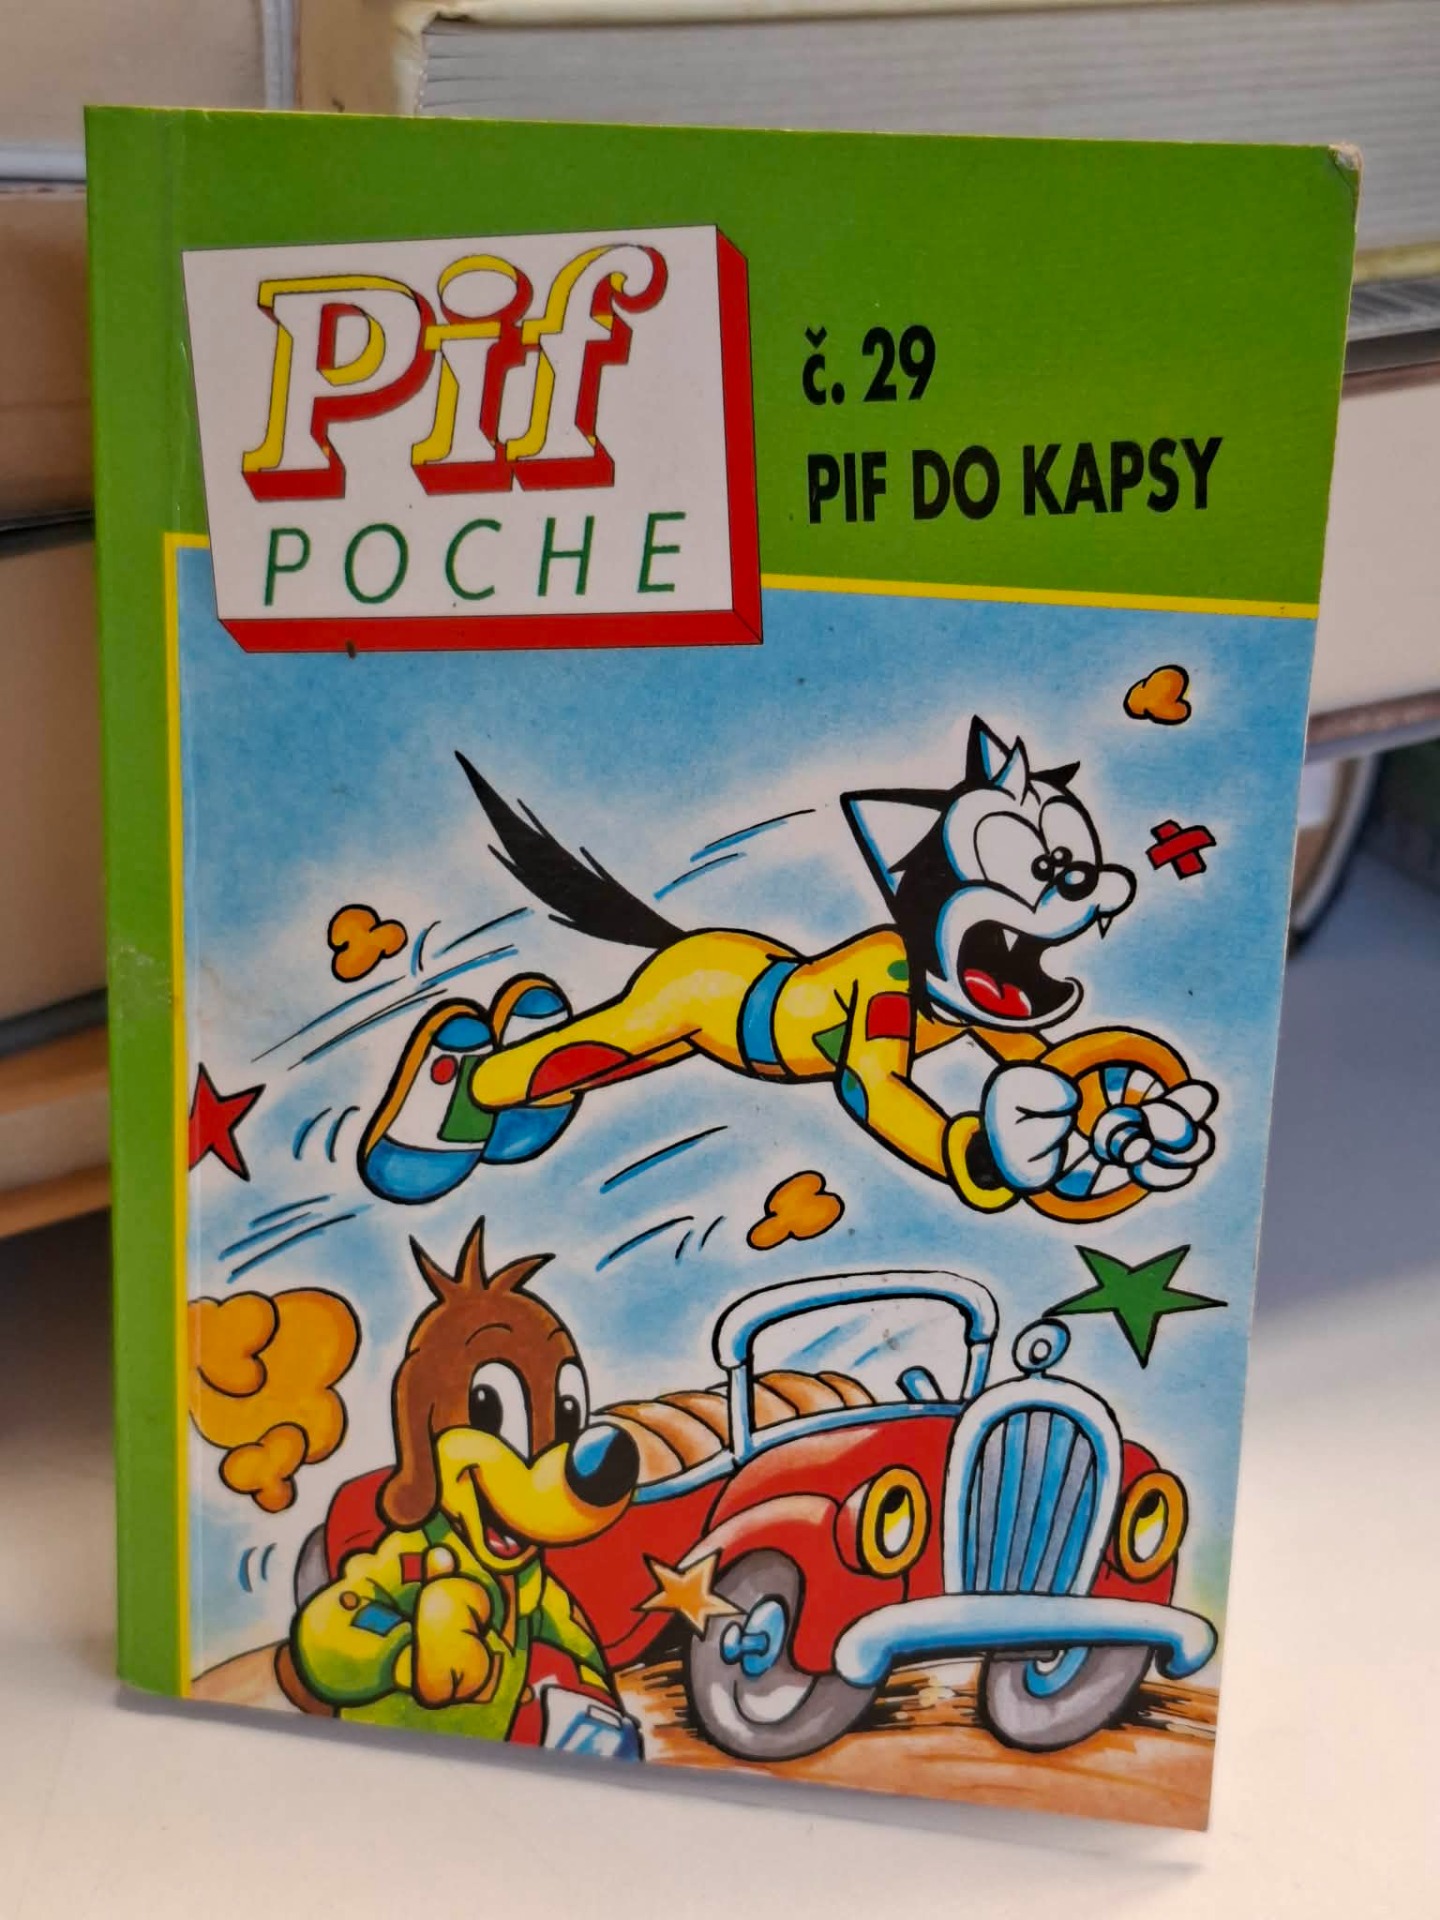 Pif
POCHE
č. 29
PIF DO KAPSY